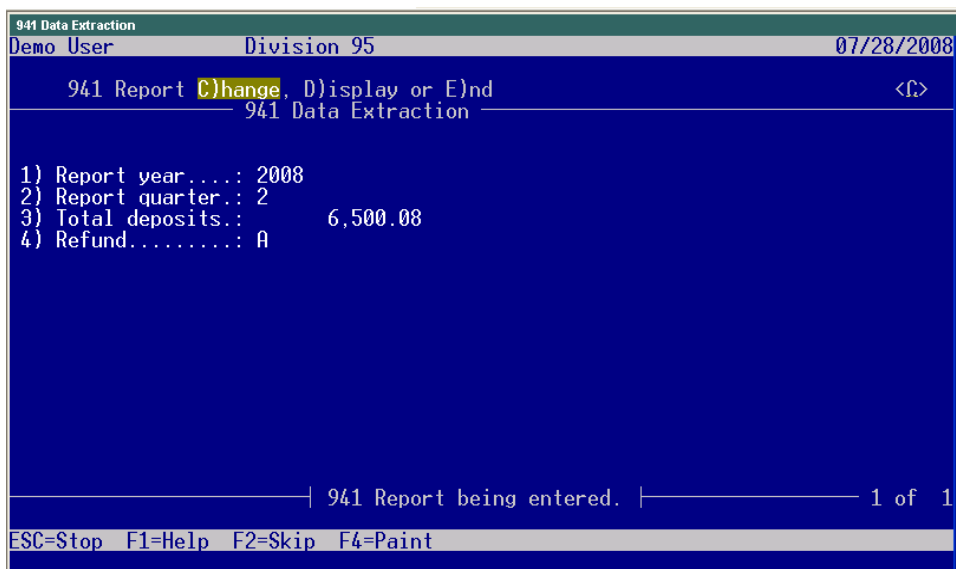 941 Data Extraction
Demo User Division 95 07/28/2008
941 Report C)hange, D)isplay or E)nd <Ω>
941 Data Extraction
1) Report year....: 2008
2) Report quarter.: 2
3) Total deposits.: 6,500.08
4) Refund.........: A
941 Report being entered. 1 of 1
ESC=Stop F1=Help F2=Skip F4=Paint